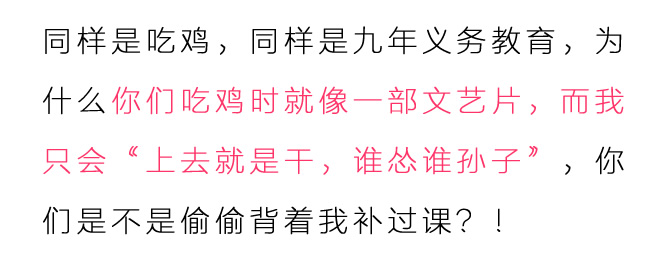 同样是吃鸡，同样是九年义务教育，为
什么你们吃鸡时就像一部文艺片，而我
只会“上去就是干，谁怂谁孙子”，你
们是不是偷偷背着我补过课？！